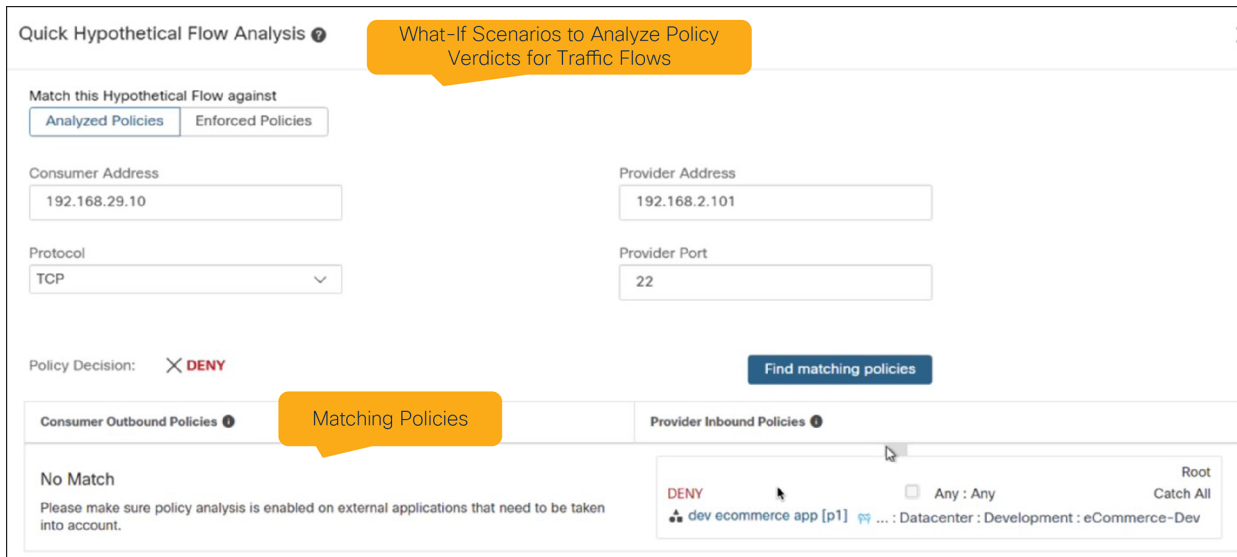 Quick Hypothetical Flow Analysis
What-If Scenarios to Analyze Policy
Verdicts for Traffic Flows
Match this Hypothetical Flow against
Analyzed Policies
Enforced Policies
Consumer Address
Provider Address
192.168.29.10
192.168.2.101
Protocol
Provider Port
TCP
22
Policy Decision: DENY
Find matching policies
Consumer Outbound Policies
Matching Policies
Provider Inbound Policies
No Match
Please make sure policy analysis is enabled on external applications that need to be taken
into account.
Root
DENY
Any : Any
Catch All
dev ecommerce app [p1]
... : Datacenter : Development : eCommerce-Dev